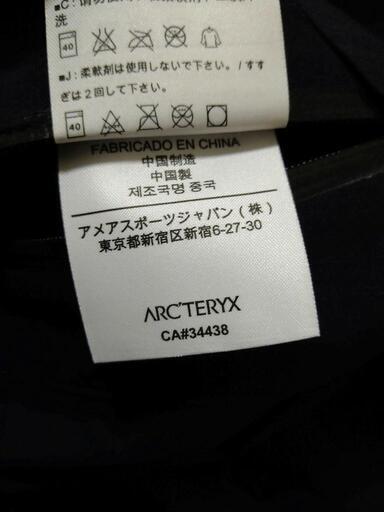 40
■J：柔軟剤は使用しないで下さい。/すす
ぎは2回して下さい。
40
FABRICADO EN CHINA
中国制造
中国製
제조국명 중국
アメアスポーツジャパン（株）
東京都新宿区新宿6-27-30
ARC'TERYX
CA#34438